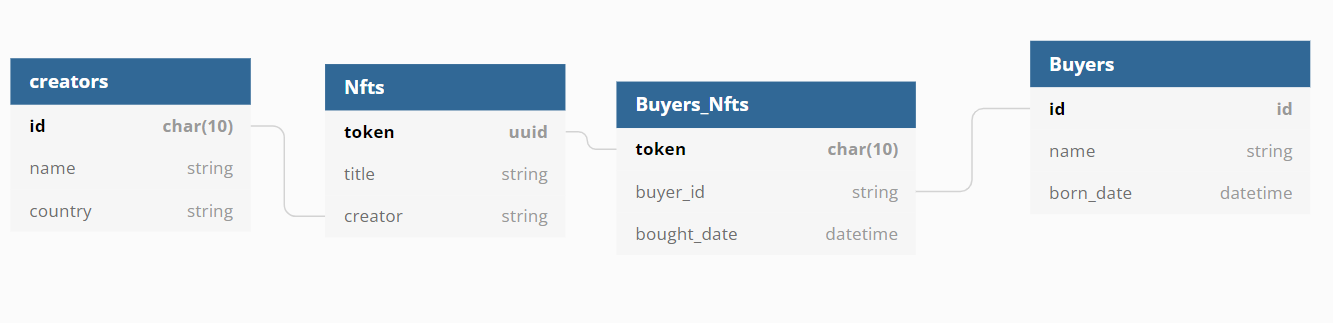 creators
id char(10)
name string
country string
Nfts
token uuid
title string
creator string
Buyers_Nfts
token char(10)
buyer_id string
bought_date datetime
Buyers
id id
name string
born_date datetime